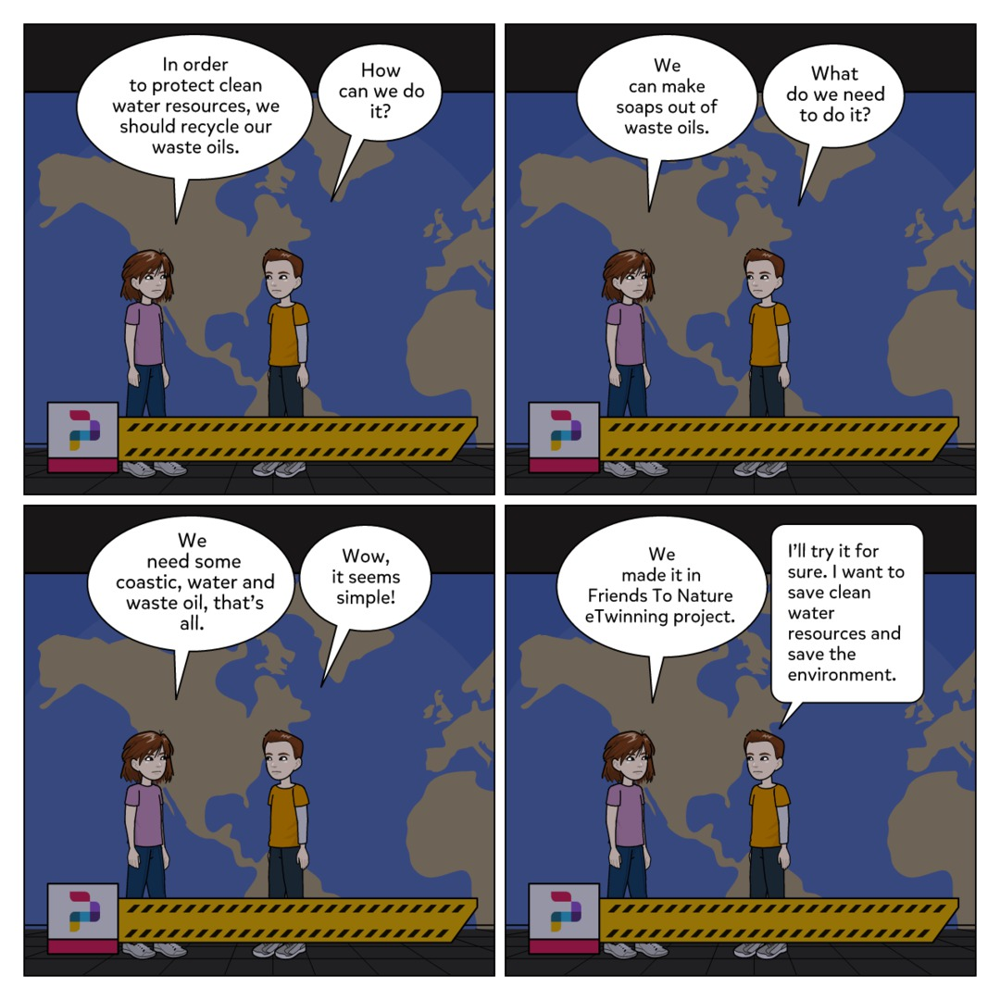 In order
to protect clean
water resources, we
should recycle our
waste oils.
How
can we do
it?
We
can make
soaps out of
waste oils.
What
do we need
to do it?
We
need some
coastic, water and
waste oil, that's
all.
Wow,
it seems
simple!
We
made it in
Friends To Nature
eTwinning project.
I'll try it for
sure. I want to
save clean
water
resources and
save the
environment.